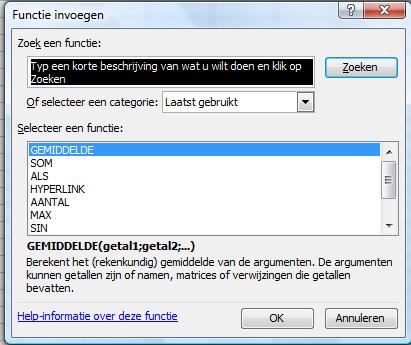 Functie invoegen
Zoek een functie:
Typ een korte beschrijving van wat u wilt doen en klik op
Zoeken
Zoeken
Of selecteer een categorie: Laatst gebruikt
Selecteer een functie:
GEMIDDELDE
SOM
ALS
HYPERLINK
AANTAL
MAX
SIN
GEMIDDELDE(getal1;getal2;...)
Berekent het (rekenkundig) gemiddelde van de argumenten. De argumenten
kunnen getallen zijn of namen, matrices of verwijzingen die getallen
bevatten.
Help-informatie over deze functie
OK
Annuleren